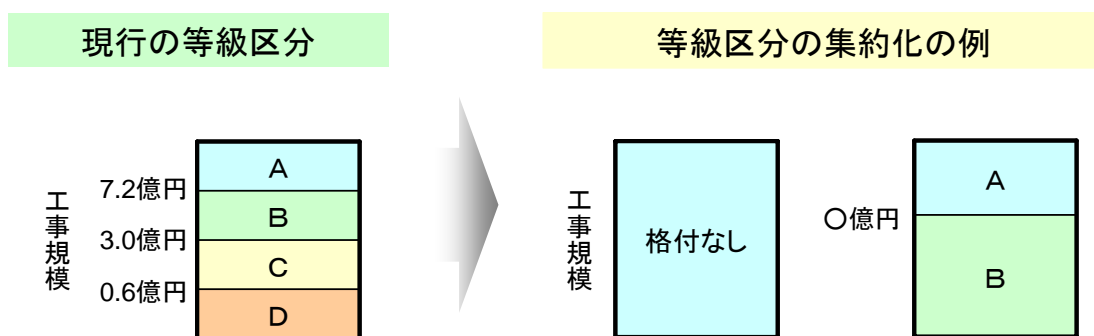 現行の等級区分
等級区分の集約化の例
工事規模
7.2億円
3.0億円
0.6億円
A
B
C
D
工事規模
格付なし
〇億円
A
B